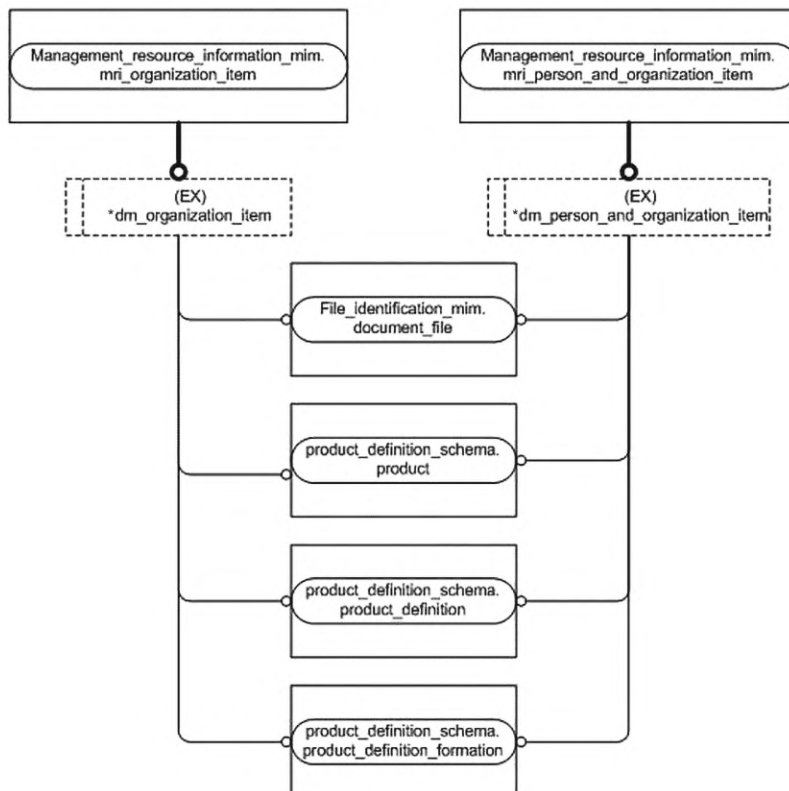 Management_resource_information_mim.
mri_organization_item
Management_resource_information_mim.
mri_person_and_organization_item
(EX)
*dm_organization_item
(EX)
*dm_person_and_organization_item
File_identification_mim.
document_file
product_definition_schema.
product
product_definition_schema.
product_definition
product_definition_schema.
product_definition_formation